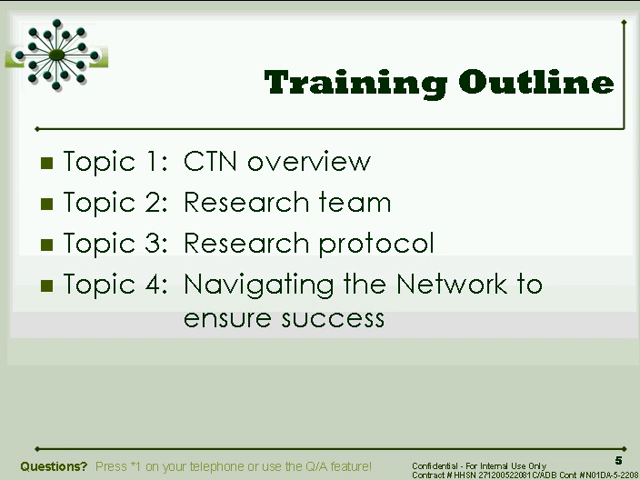 Training Outline
Topic 1: CTN overview
Topic 2: Research team
Topic 3: Research protocol
Topic 4: Navigating the Network to
ensure success
5
Questions? Press *1 on your telephone or use the Q/A feature!
Confidential - For Internal Use Only
Contract # HHSN 271200522081C/ADB Cont #N01DA-5-2208